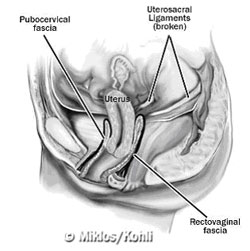 Pubocervical
fascia
Uterosacral
Ligaments
(broken)
Uterus
Rectovaginal
fascia
© Miklos/Kohli